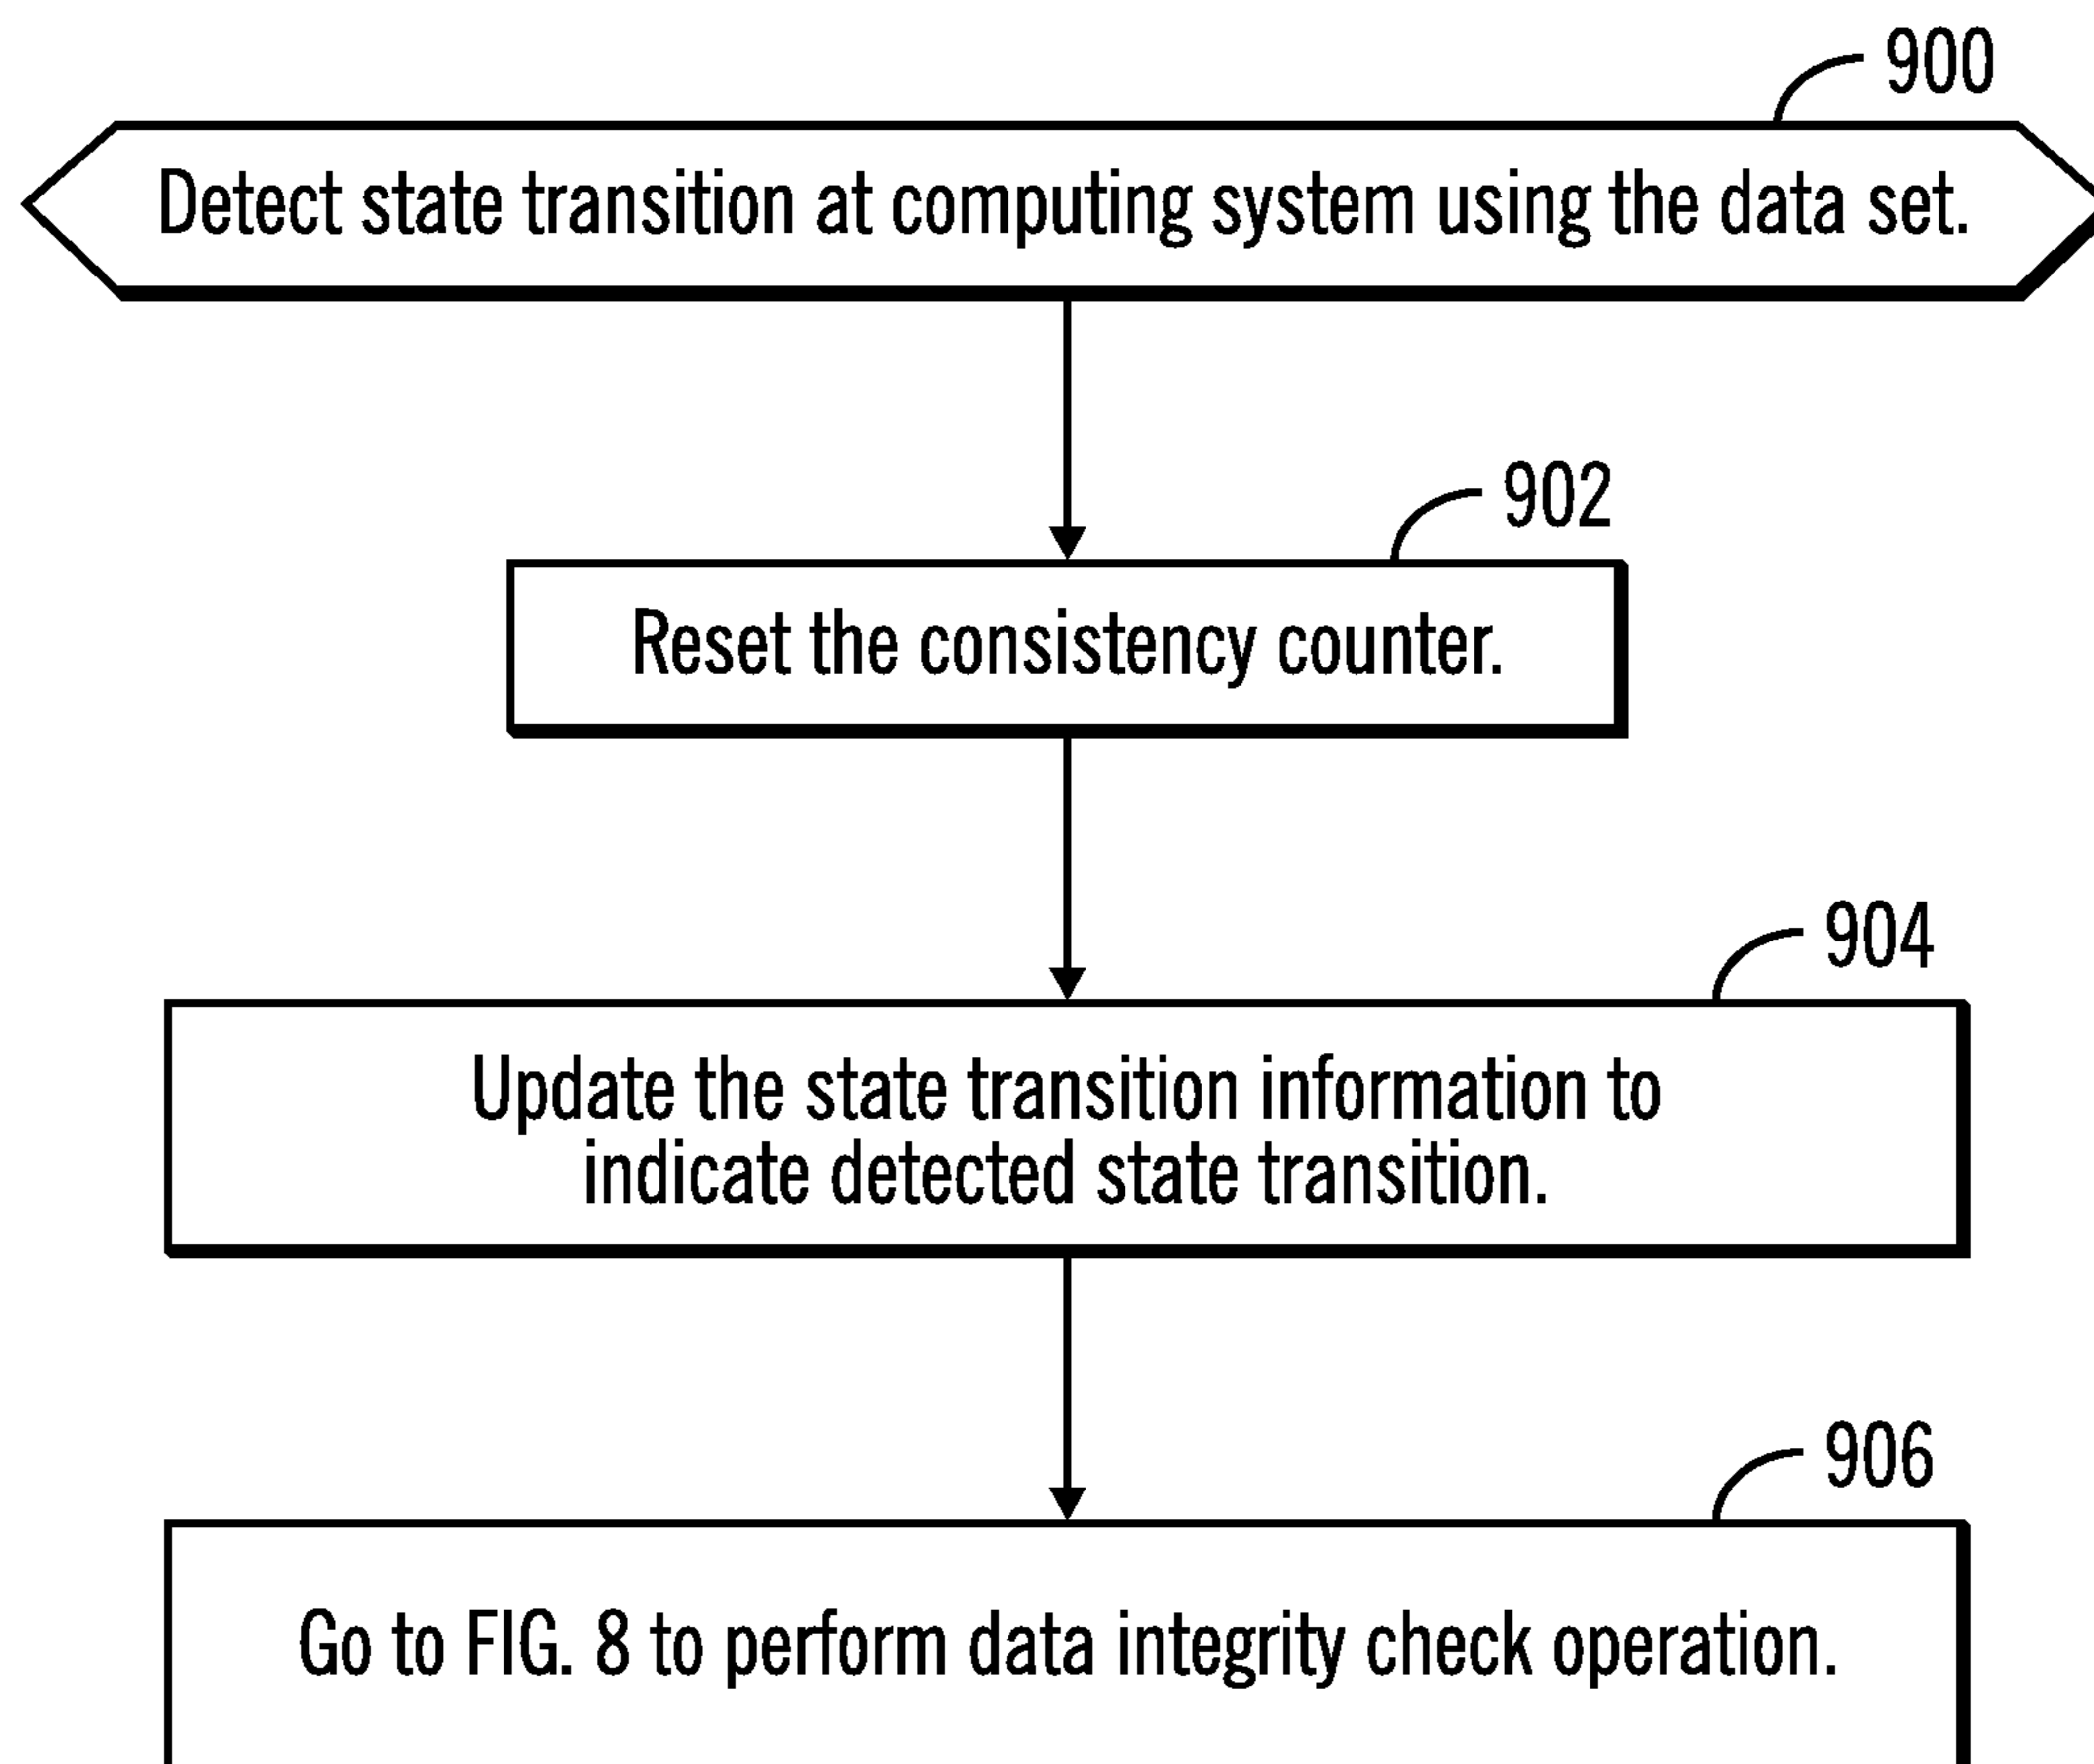 900
Detect state transition at computing system using the data set.
902
Reset the consistency counter.
904
Update the state transition information to
indicate detected state transition.
906
Go to FIG. 8 to perform data integrity check operation.